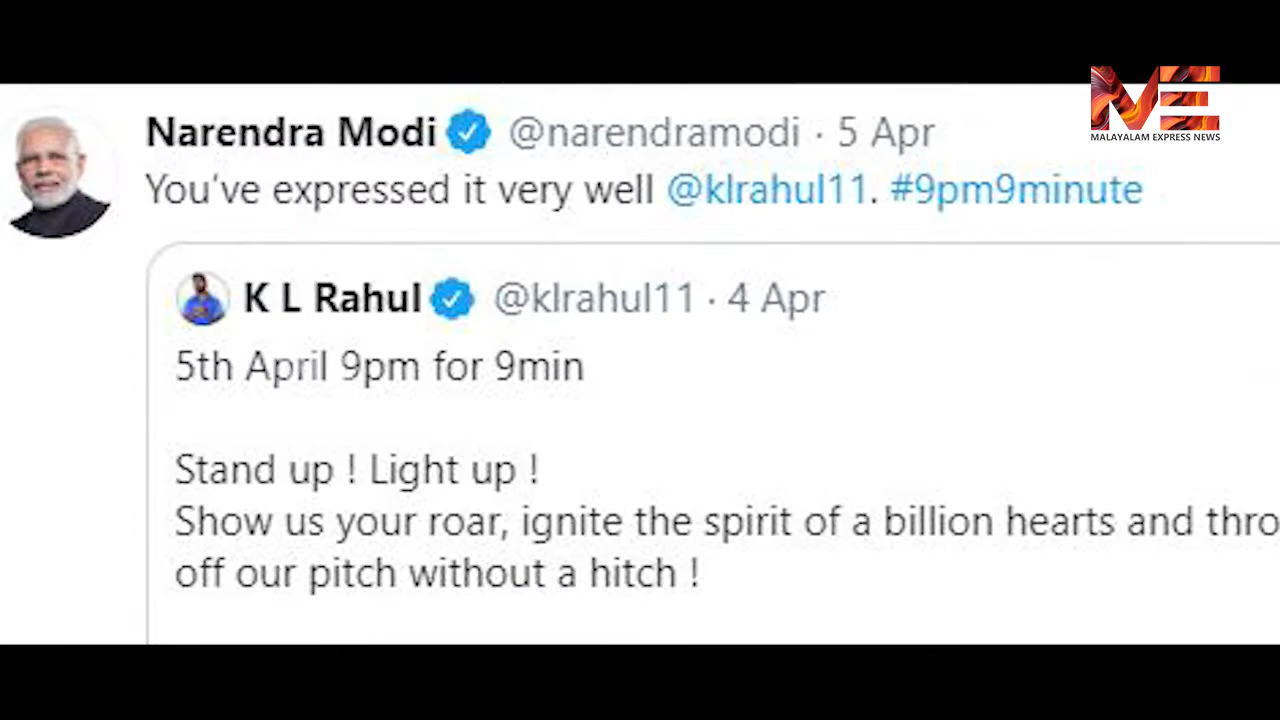 ME
MALAYALAM EXPRESS NEWS
Narendra Modi @narendramodi · 5 Apr
You've expressed it very well @klrahul11. #9pm9minute
K L Rahul @klrahul11 · 4 Apr
5th April 9pm for 9min
Stand up ! Light up !
Show us your roar, ignite the spirit of a billion hearts and thro
off our pitch without a hitch !